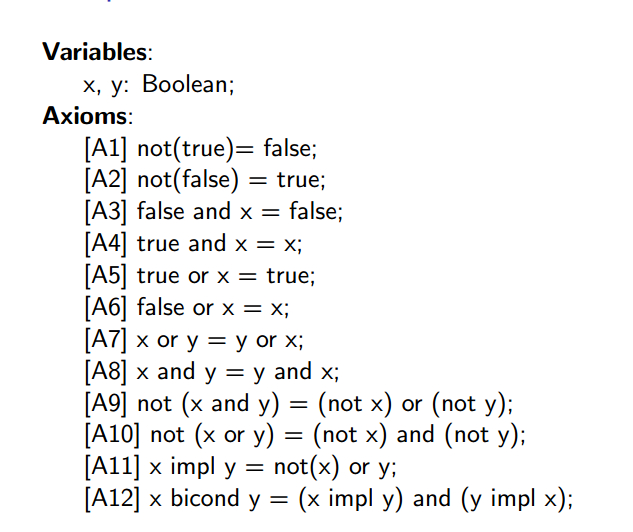 Variables:
x, y: Boolean;
Axioms:
[A1] not(true)= false;
[A2] not(false) = true;
[A3] false and x = false;
[A4] true and x = x;
[A5] true or x = true;
[A6] false or x = x;
[A7] x or y = y or x;
[A8] x and y = y and x;
[A9] not (x and y) = (not x) or (not y);
[A10] not (x or y) = (not x) and (not y);
[A11] x impl y = not(x) or y;
[A12] x bicond y = (x impl y) and (y impl x);